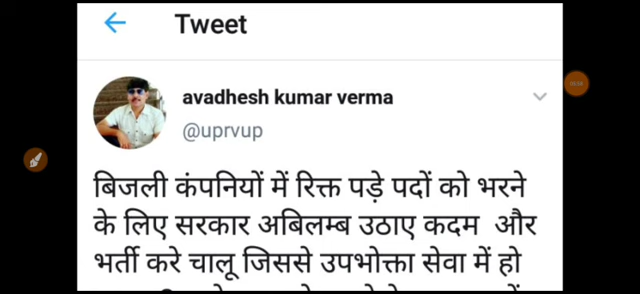 Tweet
avadhesh kumar verma
@uprvup
बिजली कंपनियों में रिक्त पड़े पदों को भरने
के लिए सरकार अबिलम्ब उठाए कदम और
भर्ती करे चालू जिससे उपभोक्ता सेवा में हो